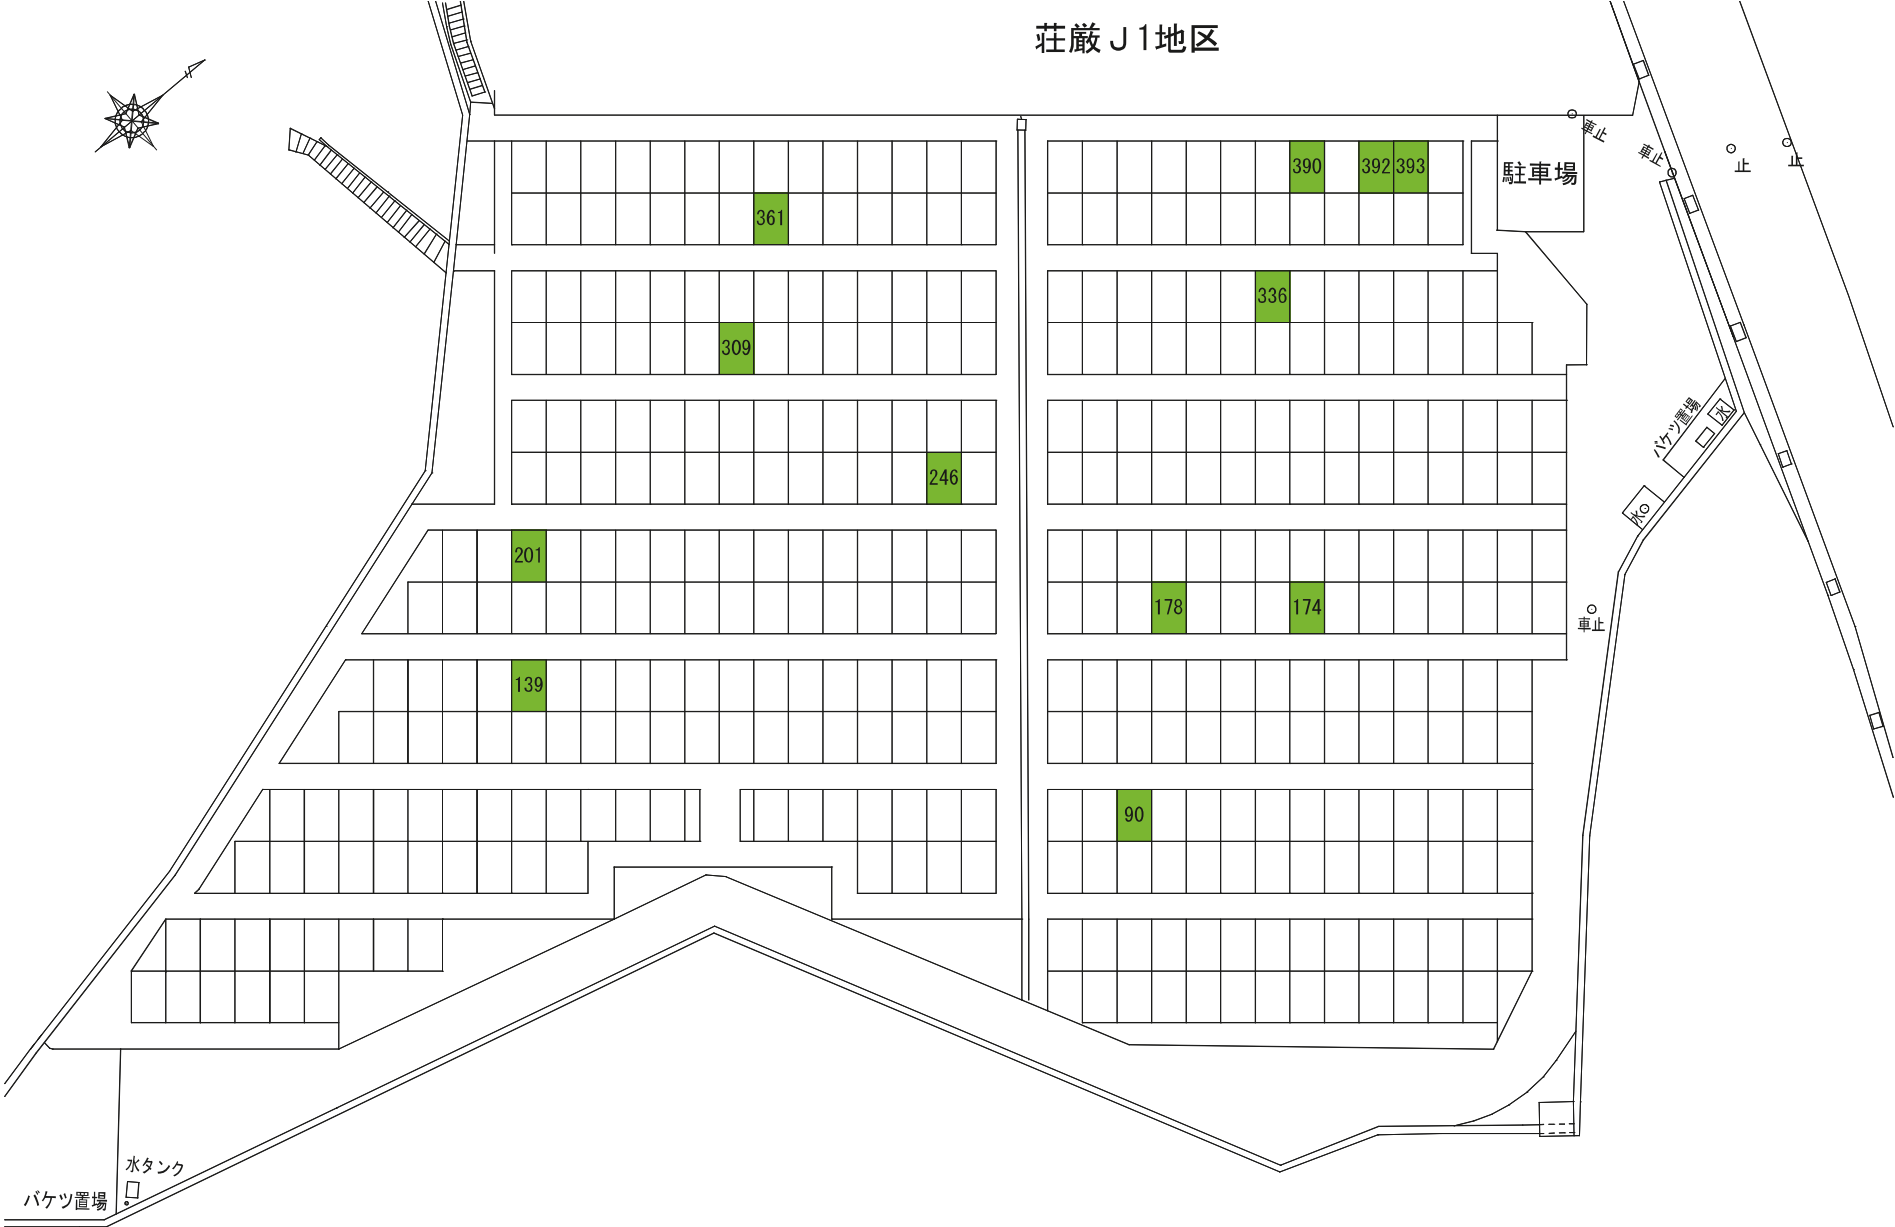 荘厳J1地区
車止
車止
止
止
390
392
393
駐車場
361
336
309
バケツ置場
水
246
水
201
178
174
車止
139
90
水タンク
バケツ置場